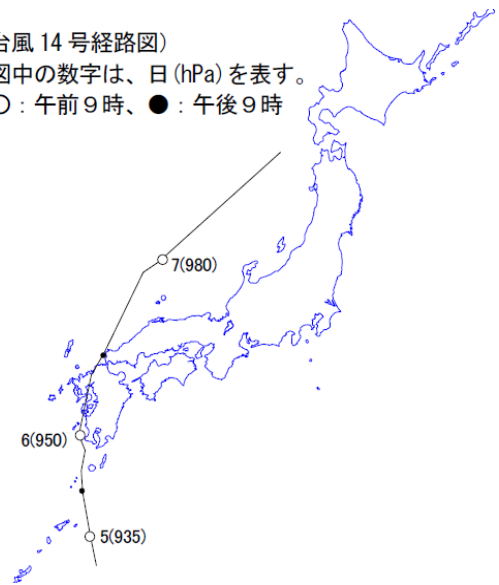 台風 14 号経路図)
図中の数字は、日(hPa)を表す。
○:午前9時、●:午後9時
7(980)
6(950)
5(935)